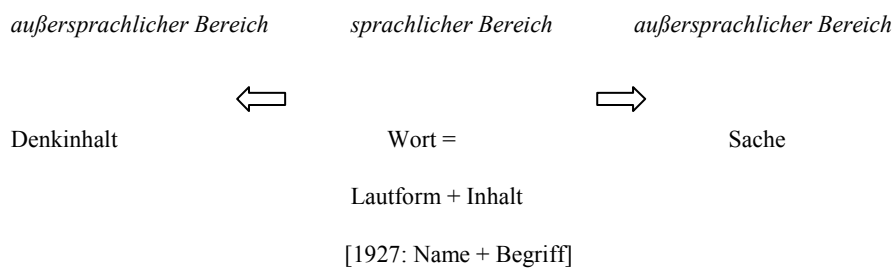 außersprachlicher Bereich sprachlicher Bereich außersprachlicher Bereich
Denkinhalt Wort = Sache
Lautform + Inhalt
[1927: Name + Begriff]